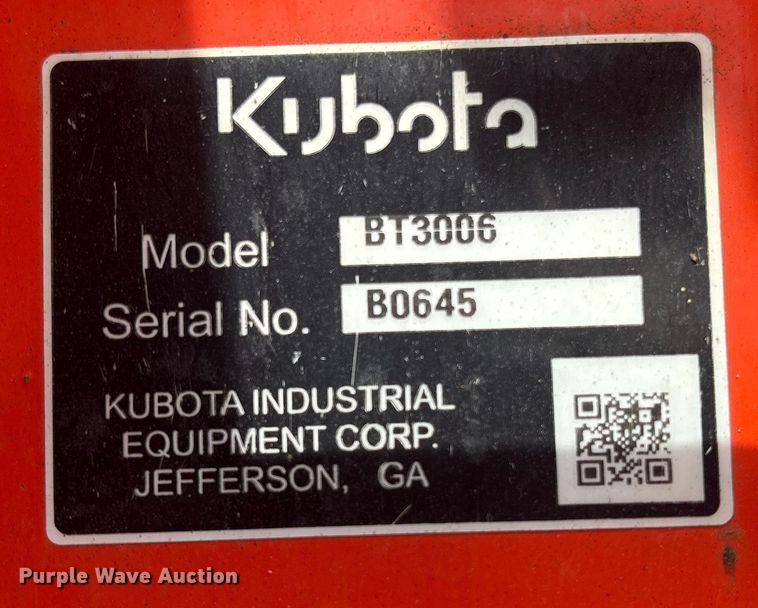 Kubota
Model BT3006
Serial No. B0645
KUBOTA INDUSTRIAL
EQUIPMENT CORP.
JEFFERSON, GA
Purple Wave Auction